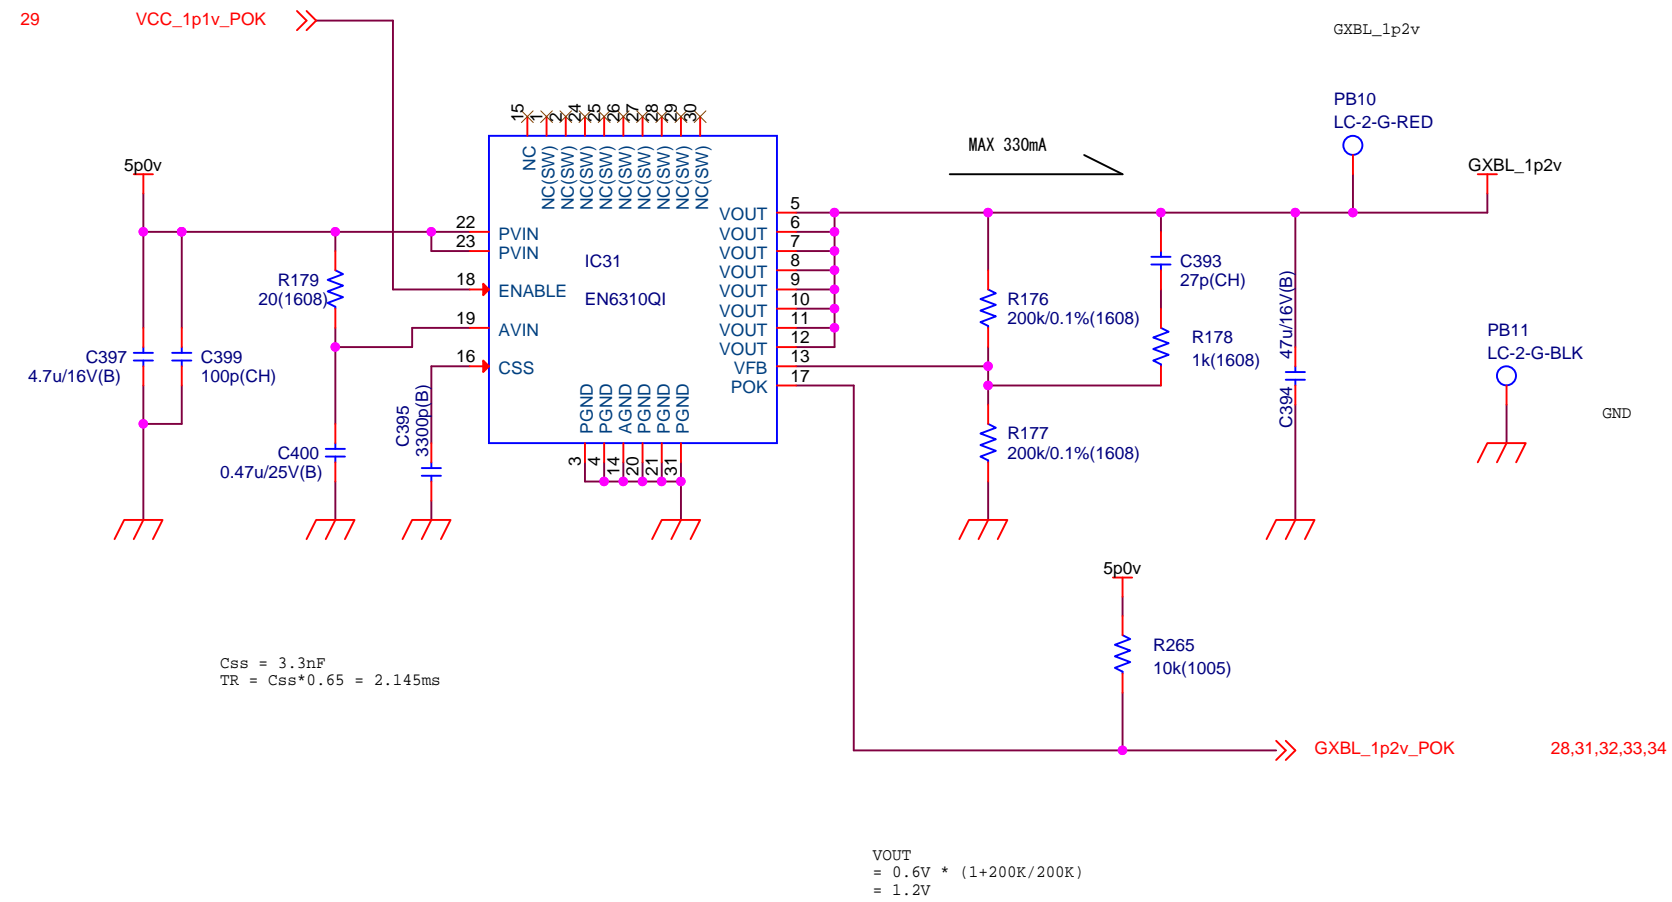 29
VCC_1p1v_POK
GXBL_1p2v
PB10
LC-2-G-RED
MAX 330mA
GXBL_1p2v
5p0v
15
1
2
24
25
26
27
28
29
30
NC
NC(SW)
NC(SW)
NC(SW)
NC(SW)
NC(SW)
NC(SW)
NC(SW)
NC(SW)
NC(SW)
22
PVIN
23
PVIN
18
ENABLE
19
AVIN
16
CSS
IC31
EN6310QI
VOUT
5
VOUT
6
VOUT
7
VOUT
8
VOUT
9
VOUT
10
VOUT
11
VOUT
12
VFB
13
POK
17
PGND
PGND
AGND
PGND
PGND
PGND
3
4
14
20
21
31
R179
20(1608)
C397
4.7u/16V(B)
C399
100p(CH)
C400
0.47u/25V(B)
C395
3300p(B)
R176
200k/0.1%(1608)
C393
27p(CH)
R178
1k(1608)
R177
200k/0.1%(1608)
C394
47u/16V(B)
PB11
LC-2-G-BLK
GND
5p0v
R265
10k(1005)
Css = 3.3nF
TR = Css*0.65 = 2.145ms
GXBL_1p2v_POK
28,31,32,33,34
VOUT
= 0.6V * (1+200K/200K)
= 1.2V